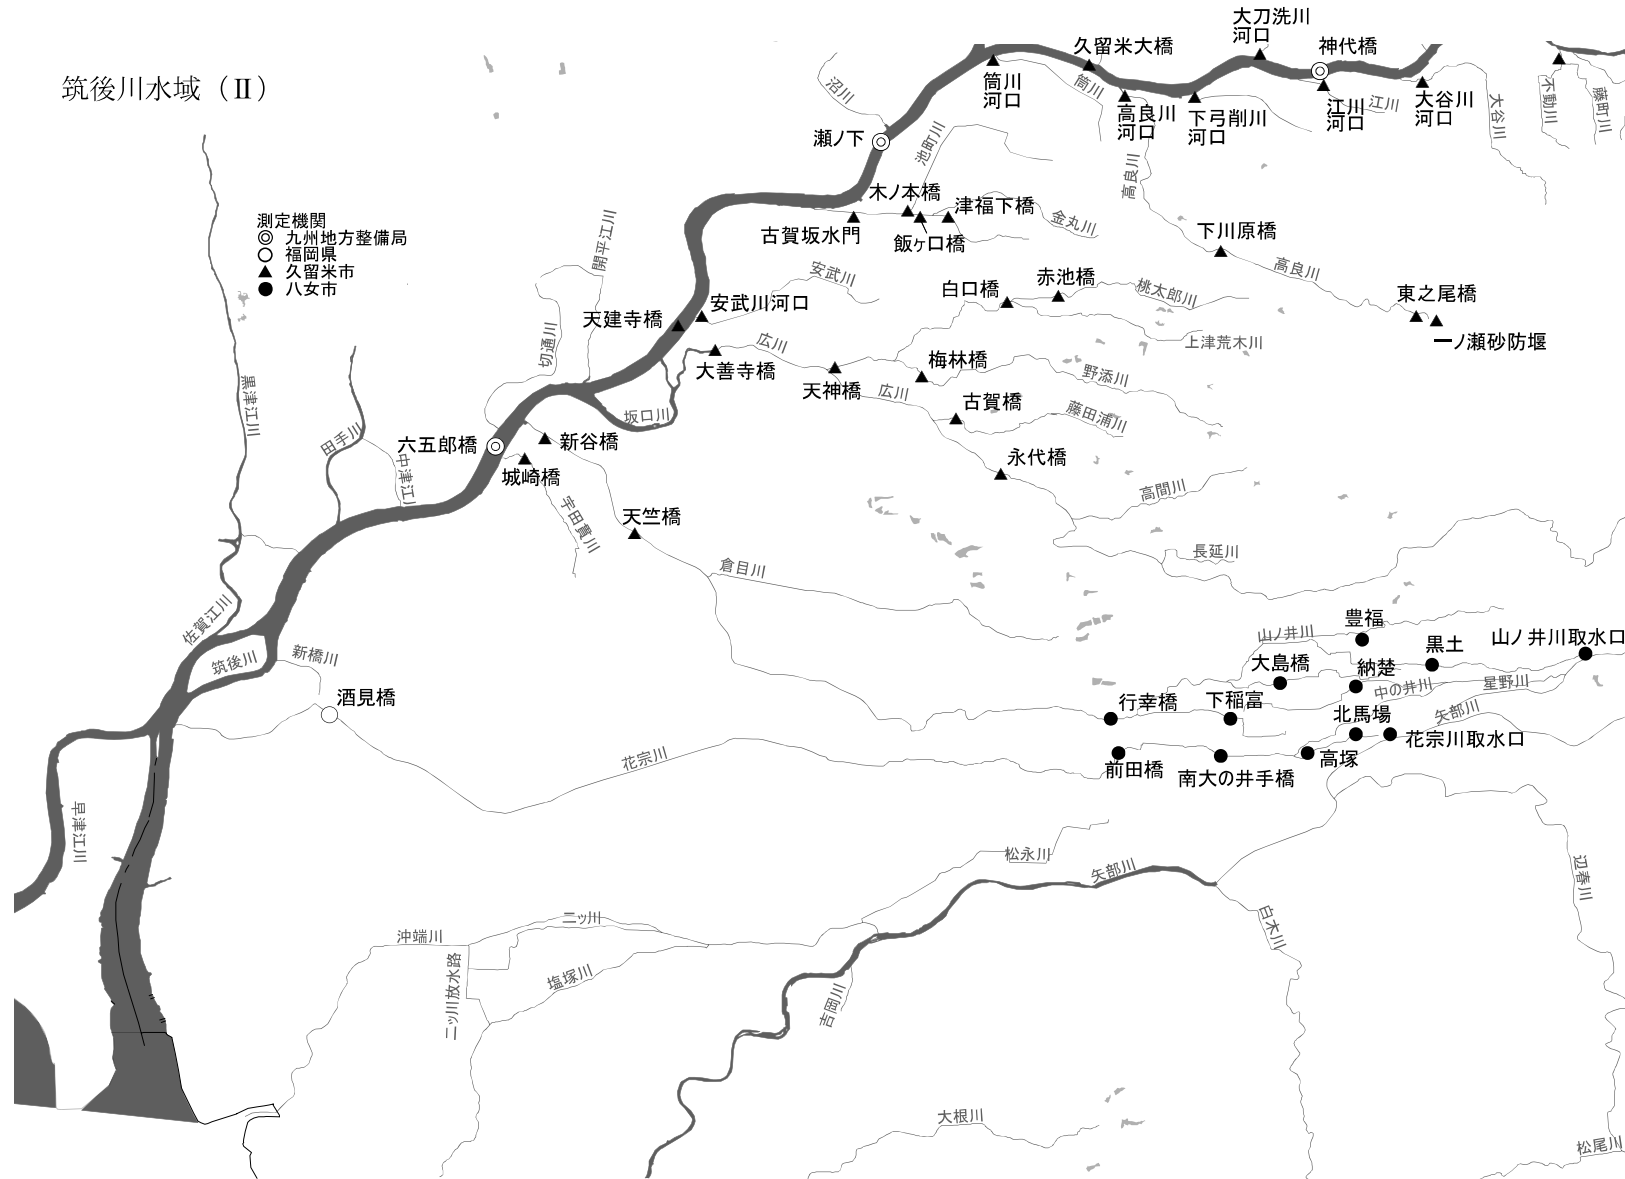 筑後川水域（Ⅱ）
測定機関
九州地方整備局
福岡県
久留米市
八女市
大刀洗川
河口
久留米大橋
神代橋
筒川
河口
筒川
高良川
河口
下弓削川
河口
江川
河口
江川
大谷川
河口
大谷川
不動川
藤町川
沼川
瀬ノ下
池町川
高良川
木ノ本橋
津福下橋
金丸川
古賀坂水門
飯ヶ口橋
下川原橋
高良川
開平江川
安武川
白口橋
赤池橋
桃太郎川
東之尾橋
安武川河口
天建寺橋
一ノ瀬砂防堰
切通川
広川
上津荒木川
大善寺橋
梅林橋
野添川
天神橋
広川
古賀橋
藤田浦川
黒津江川
坂口川
田手川
六五郎橋
新谷橋
中津江川
城崎橋
永代橋
高間川
宇田貫川
天竺橋
長延川
倉目川
佐賀江川
筑後川
新橋川
豊福
山ノ井川
黒土
山ノ井川取水口
大島橋
納楚
中の井川
星野川
酒見橋
行幸橋
下稲富
北馬場
矢部川
花宗川取水口
花宗川
前田橋
南大の井手橋
高塚
早津江川
松永川
矢部川
辺春川
白木川
二ッ川
沖端川
二ッ川放水路
塩塚川
吉岡川
大根川
松尾川